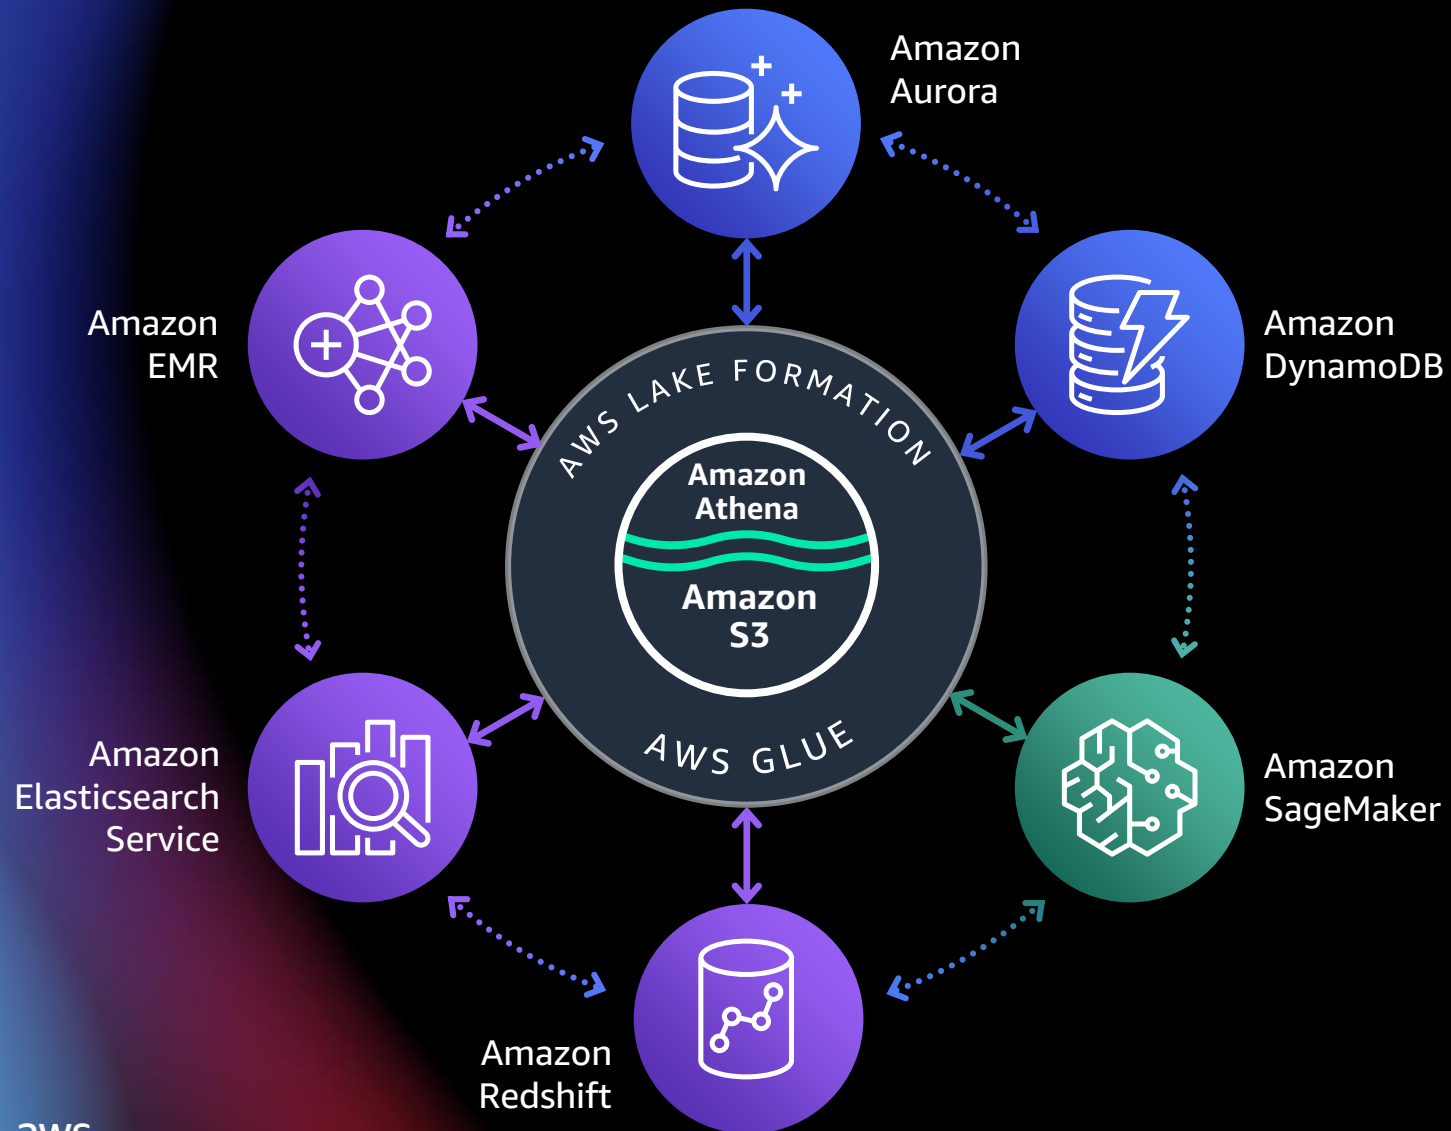 Amazon
Aurora
Amazon
EMR
Amazon
DynamoDB
AWS LAKE FORMATION
Amazon
Athena
Amazon
S3
AWS GLUE
Amazon
Elasticsearch
Service
Amazon
SageMaker
Amazon
Redshift
aws